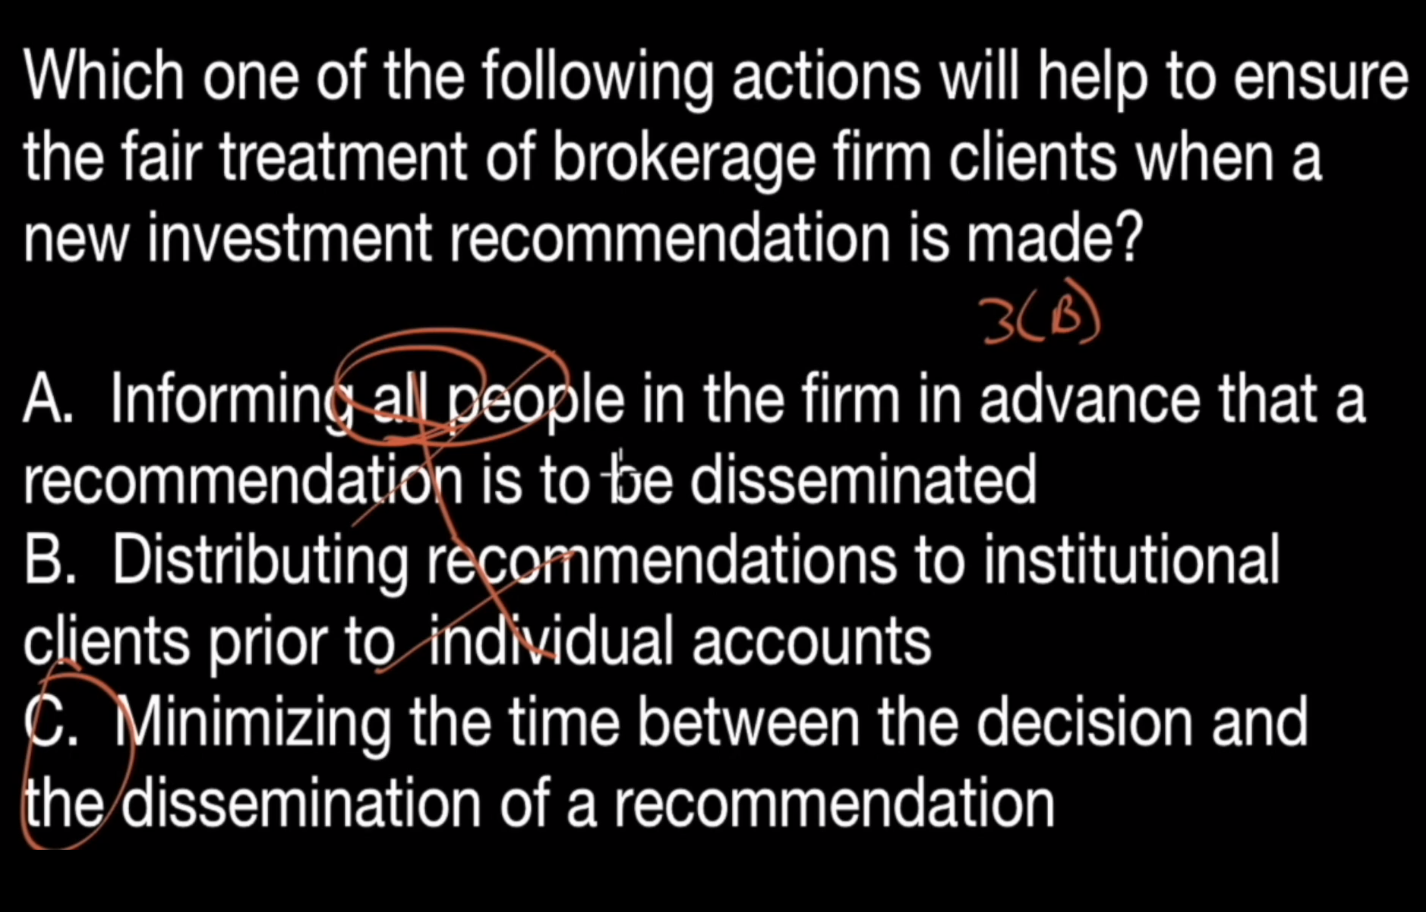 Which one of the following actions will help to ensure
the fair treatment of brokerage firm clients when a
new investment recommendation is made?
3(B)
A. Informing all people in the firm in advance that a
recommendation is to be disseminated
B. Distributing recommendations to institutional
clients prior to individual accounts
C. Minimizing the time between the decision and
the dissemination of a recommendation